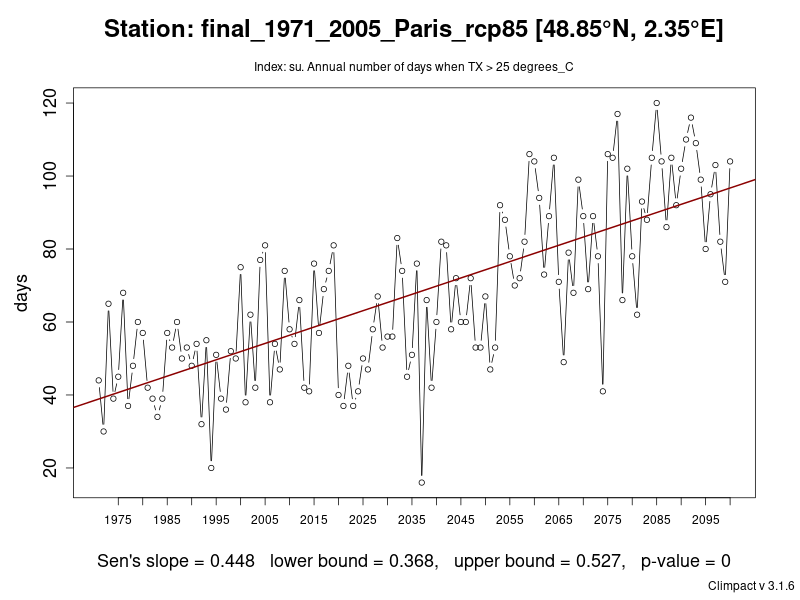 Station: final_1971_2005_Paris_rcp85 [48.85°N, 2.35°E]
Index: su. Annual number of days when TX > 25 degrees_C
120
100
80
60
40
20
days
1975 1985 1995 2005 2015 2025 2035 2045 2055 2065 2075 2085 2095
Sen's slope = 0.448 lower bound = 0.368, upper bound = 0.527, p-value = 0
Climpact v 3.1.6